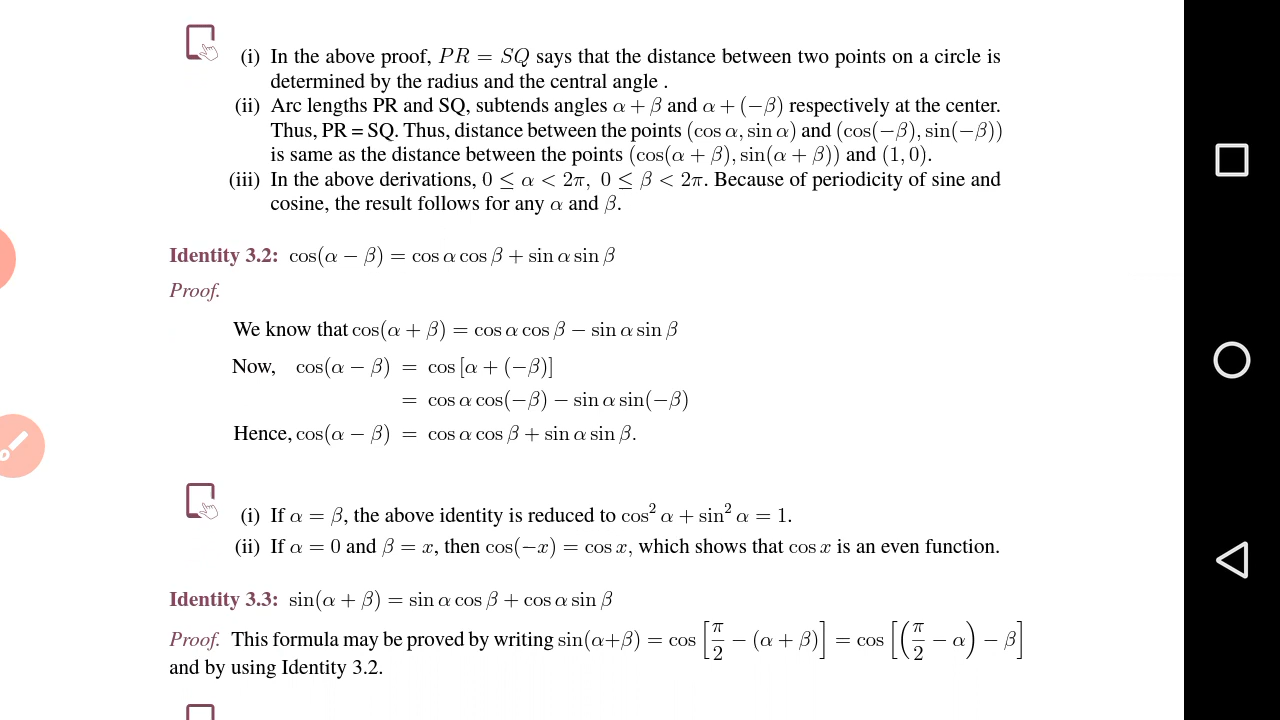 (i) In the above proof, PR = SQ says that the distance between two points on a circle is
determined by the radius and the central angle .
(ii) Arc lengths PR and SQ, subtends angles α + β and α + (−β) respectively at the center.
Thus, PR = SQ. Thus, distance between the points (cos α, sin α) and (cos(−β), sin(−β))
is same as the distance between the points (cos(α + β), sin(α + β)) and (1, 0).
(iii) In the above derivations, 0 ≤ α < 2π, 0 ≤ β < 2π. Because of periodicity of sine and
cosine, the result follows for any α and β.
Identity 3.2: cos(α − β) = cos α cos β + sin α sin β
Proof.
We know that cos(α + β) = cos α cos β − sin α sin β
Now, cos(α − β) = cos [α + (−β)]
= cos α cos(−β) − sin α sin(−β)
Hence, cos(α − β) = cos α cos β + sin α sin β.
(i) If α = β, the above identity is reduced to cos² α + sin² α = 1.
(ii) If α = 0 and β = x, then cos(−x) = cos x, which shows that cos x is an even function.
Identity 3.3: sin(α + β) = sin α cos β + cos α sin β
Proof. This formula may be proved by writing sin(α+β) = cos [π/2 − (α + β)] = cos [(π/2 − α) − β]
and by using Identity 3.2.